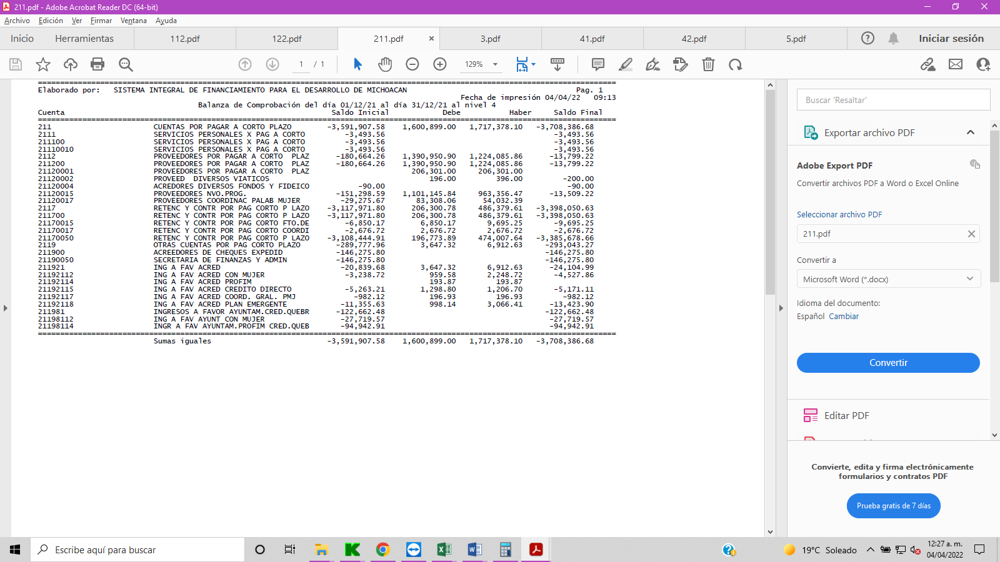 211.pdf - Adobe Acrobat Reader DC (64-bit)
Archivo Edición Ver Firmar Ventana Ayuda
Inicio Herramientas 112.pdf 122.pdf 211.pdf 3.pdf 41.pdf 42.pdf 5.pdf Iniciar sesión
1 / 1 129%
Elaborado por: SISTEMA INTEGRAL DE FINANCIAMIENTO PARA EL DESARROLLO DE MICHOACAN Pag. 1
Fecha de impresión 04/04/22 09:13
Balanza de Comprobación del día 01/12/21 al día 31/12/21 al nivel 4
Cuenta Saldo Inicial Debe Haber Saldo Final
211 CUENTAS POR PAGAR A CORTO PLAZO -3,591,907.58 1,600,899.00 1,717,378.10 -3,708,386.68
2111 SERVICIOS PERSONALES X PAG A CORTO -3,493.56 -3,493.56
211100 SERVICIOS PERSONALES X PAG A CORTO -3,493.56 -3,493.56
21110010 SERVICIOS PERSONALES X PAG A CORTO -3,493.56 -3,493.56
2112 PROVEEDORES POR PAGAR A CORTO PLAZ -180,664.26 1,390,950.90 1,224,085.86 -13,799.22
211200 PROVEEDORES POR PAGAR A CORTO PLAZ -180,664.26 1,390,950.90 1,224,085.86 -13,799.22
21120001 PROVEEDORES POR PAGAR A CORTO PLAZ 206,301.00 206,301.00
21120002 PROVEED DIVERSOS VIATICOS 196.00 396.00 -200.00
21120004 ACREDORES DIVERSOS FONDOS Y FIDEICO -90.00 -90.00
21120015 PROVEEDORES NVO.PROG. -151,298.59 1,101,145.84 963,356.47 -13,509.22
21120017 PROVEEDORES COORDINAC PALAB MUJER -29,275.67 83,308.06 54,032.39
2117 RETENC Y CONTR POR PAG CORTO P LAZO -3,117,971.80 206,300.78 486,379.61 -3,398,050.63
211700 RETENC Y CONTR POR PAG CORTO P LAZO -3,117,971.80 206,300.78 486,379.61 -3,398,050.63
21170015 RETENC Y CONTR POR PAG CORTO FTO.DE -6,850.17 6,850.17 9,695.25 -9,695.25
21170017 RETENC Y CONTR POR PAG CORTO COORDI -2,676.72 2,676.72 2,676.72 -2,676.72
21170050 RETENC Y CONTR POR PAG CORTO P LAZO -3,108,444.91 196,773.89 474,007.64 -3,385,678.66
2119 OTRAS CUENTAS POR PAG CORTO PLAZO -289,777.96 3,647.32 6,912.63 -293,043.27
211900 ACREEDORES DE CHEQUES EXPEDID -146,275.80 -146,275.80
21190050 SECRETARIA DE FINANZAS Y ADMIN -146,275.80 -146,275.80
211921 ING A FAV ACRED -20,839.68 3,647.32 6,912.63 -24,104.99
21192112 ING A FAV ACRED CON MUJER -3,238.72 959.58 2,248.72 -4,527.86
21192114 ING A FAV ACRED PROFIM 193.87 193.87
21192115 ING A FAV ACRED CREDITO DIRECTO -5,263.21 1,298.80 1,206.70 -5,171.11
21192117 ING A FAV ACRED COORD. GRAL. PMJ -982.12 196.93 196.93 -982.12
21192118 ING A FAV ACRED PLAN EMERGENTE -11,355.63 998.14 3,066.41 -13,423.90
211981 INGRESOS A FAVOR AYUNTAM.CRED.QUEBR -122,662.48 -122,662.48
21198112 ING A FAV AYUNT CON MUJER -27,719.57 -27,719.57
21198114 INGR A FAV AYUNTAM.PROFIM CRED.QUEB -94,942.91 -94,942.91
Sumas iguales -3,591,907.58 1,600,899.00 1,717,378.10 -3,708,386.68
Buscar 'Resaltar'
Exportar archivo PDF
Adobe Export PDF
Convertir archivos PDF a Word o Excel Online
Seleccionar archivo PDF
211.pdf
Convertir a
Microsoft Word (*.docx)
Idioma del documento:
Español Cambiar
Convertir
Editar PDF
Convierte, edita y firma electrónicamente
formularios y contratos PDF
Prueba gratis de 7 días
Escribe aquí para buscar
19°C Soleado
12:27 a. m.
04/04/2022